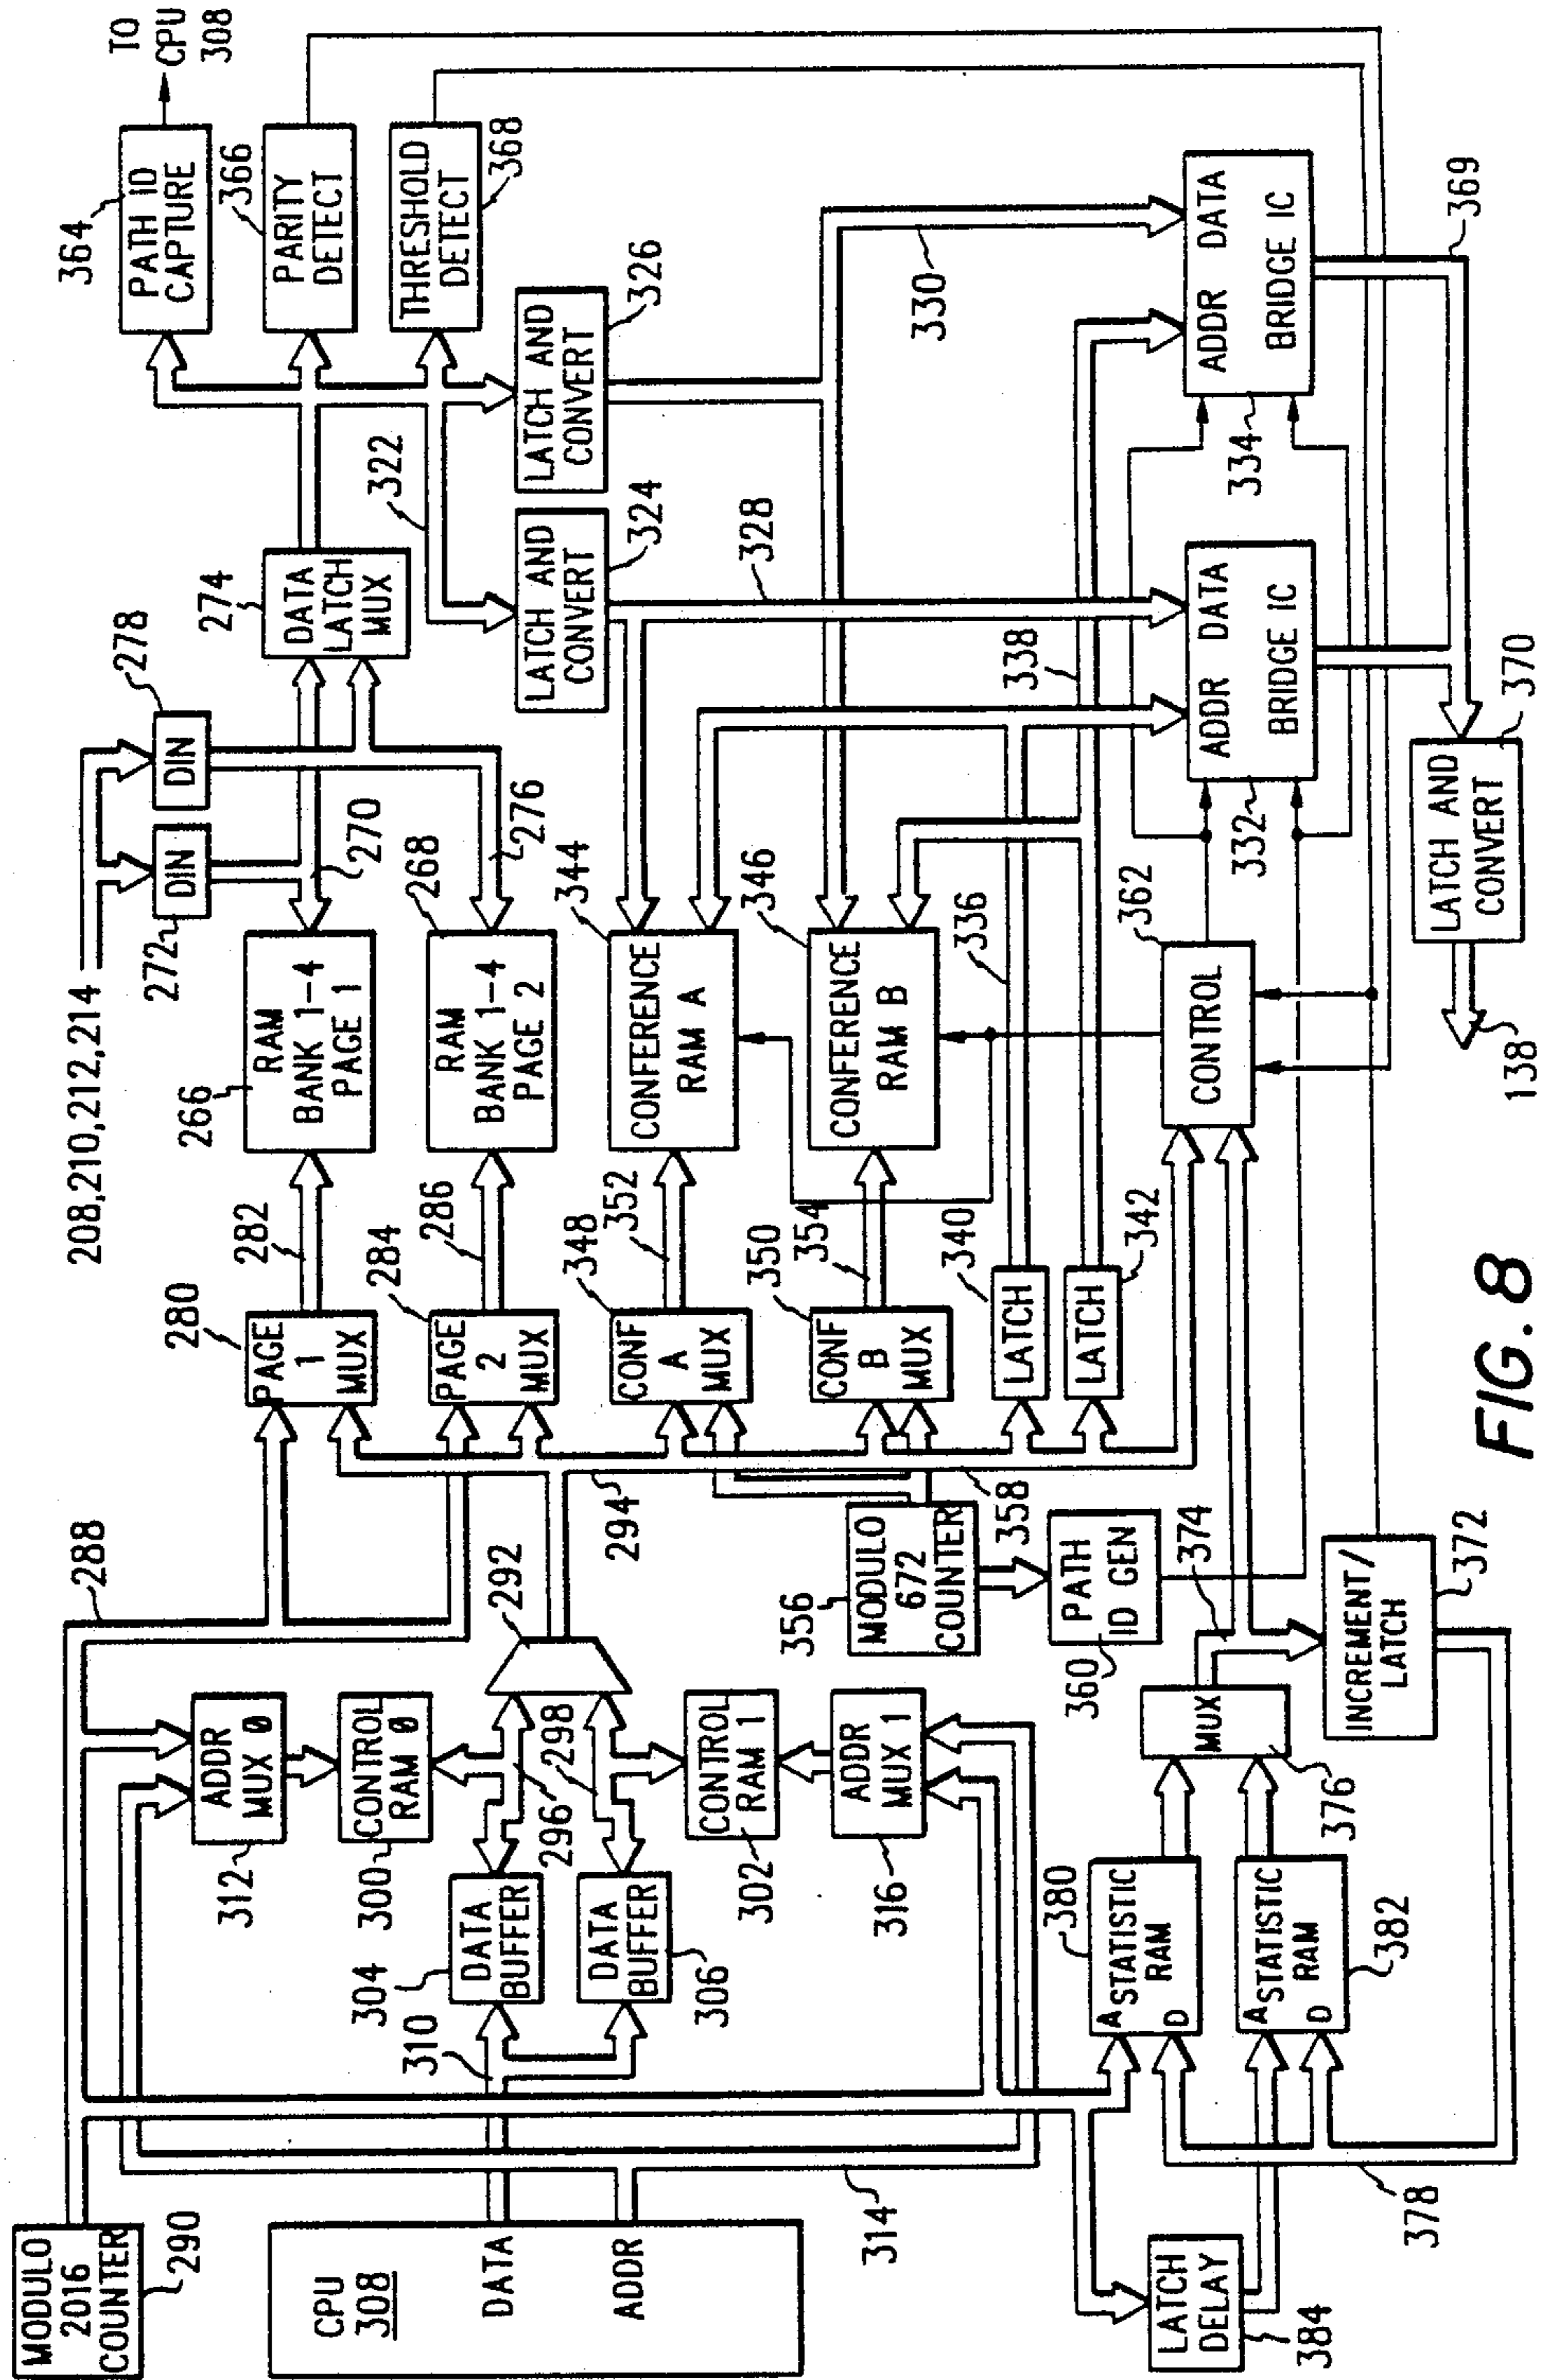 MODULO
2016
COUNTER
290
CPU
308
DATA
ADDR
314
LATCH
DELAY
384
378
288
310
304
DATA
BUFFER
DATA
BUFFER
306
312
ADDR
MUX 0
300
CONTROL
RAM 0
296
298
292
CONTROL
RAM 1
302
ADDR
MUX 1
316
380
A STATISTIC
RAM
D
A STATISTIC
RAM
D
382
MUX
376
374
INCREMENT/
LATCH
372
294
356
MODULO
672
COUNTER
358
PATH
ID GEN
360
280
PAGE
1
MUX
282
284
PAGE
2
MUX
286
348
CONF
A
MUX
352
350
CONF
B
MUX
354
340
LATCH
LATCH
342
208,210,212,214
266
RAM
BANK 1-4
PAGE 1
268
RAM
BANK 1-4
PAGE 2
344
CONFERENCE
RAM A
346
CONFERENCE
RAM B
336
362
CONTROL
272
DIN
278
DIN
270
276
274
DATA
LATCH
MUX
322
LATCH AND
CONVERT
324
LATCH AND
CONVERT
326
328
330
338
364
PATH ID
CAPTURE
TO
CPU
308
366
PARITY
DETECT
THRESHOLD
DETECT
368
332
ADDR DATA
BRIDGE IC
334
ADDR DATA
BRIDGE IC
369
LATCH AND
CONVERT
370
138
FIG. 8